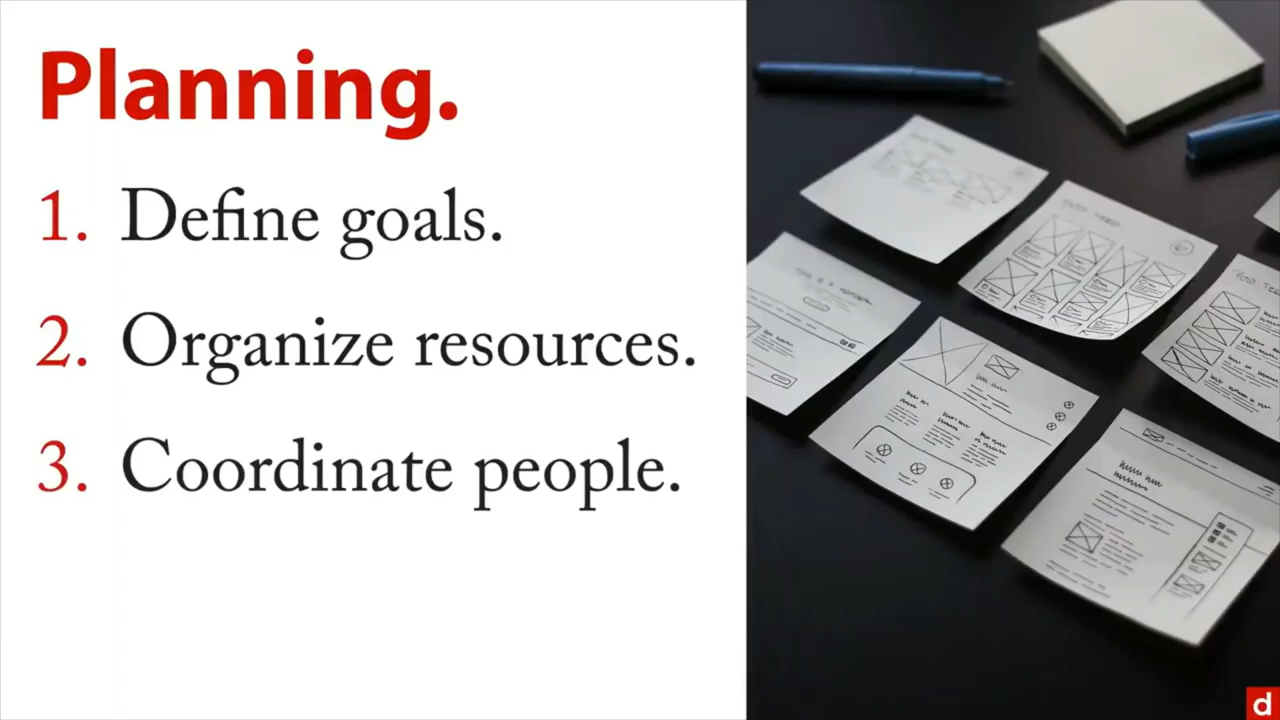 Planning.
1. Define goals.
2. Organize resources.
3. Coordinate people.
d